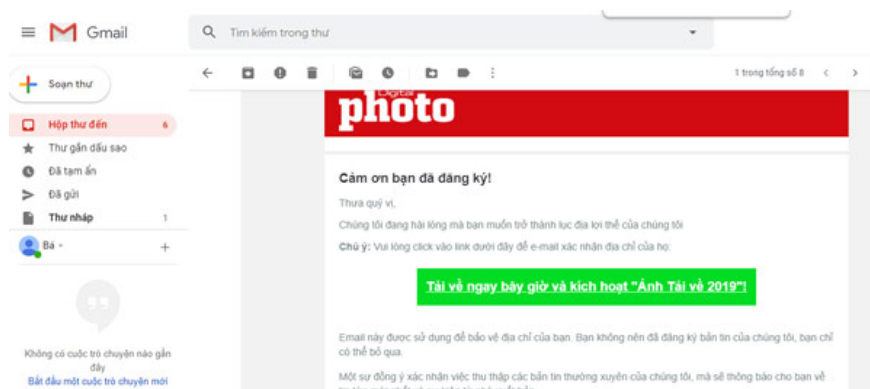 Gmail
Tìm kiếm trong thư
Soạn thư
1 trong tổng số 8
Hộp thư đến 6
Thư gắn dấu sao
Đã tạm ẩn
Đã gửi
Thư nháp 1
Bá
Không có cuộc trò chuyện nào gần
đây
Bắt đầu một cuộc trò chuyện mới
Digital
photo
Cảm ơn bạn đã đăng ký!
Thưa quý vị,
Chúng tôi đang hài lòng mà bạn muốn trở thành lục địa lợi thế của chúng tôi
Chú ý: Vui lòng click vào link dưới đây để e-mail xác nhận địa chỉ của họ:
Tải về ngay bây giờ và kích hoạt "Ảnh Tải về 2019"!
Email này được sử dụng để bảo vệ địa chỉ của bạn. Bạn không nên đã đăng ký bản tin của chúng tôi, bạn chỉ
có thể bỏ qua.
Một sự đồng ý xác nhận việc thu thập các bản tin thường xuyên của chúng tôi, mà sẽ thông báo cho bạn về